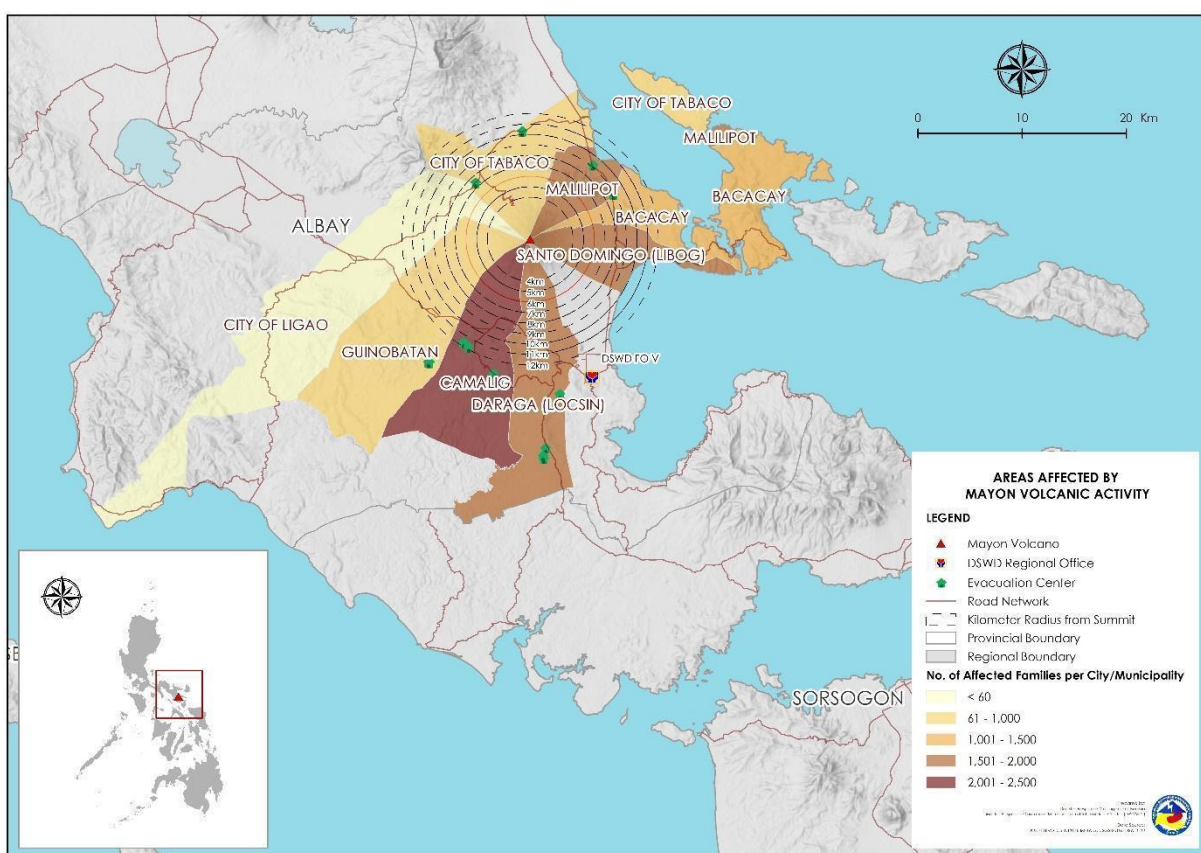 CITY OF TABACO
MALILIPOT
BACACAY
0 10 20 Km
CITY OF TABACO
MALILIPOT
BACACAY
ALBAY
SANTO DOMINGO (LIBOG)
4km
5km
6km
7km
8km
9km
10km
11km
12km
CITY OF LIGAO
GUINOBATAN
CAMALIG
DARAGA (LOCSIN)
DSWD FO V
SORSOGON
AREAS AFFECTED BY
MAYON VOLCANIC ACTIVITY
LEGEND
Mayon Volcano
DSWD Regional Office
Evacuation Center
Road Network
Kilometer Radius from Summit
Provincial Boundary
Regional Boundary
No. of Affected Families per City/Municipality
< 60
61 - 1,000
1,001 - 1,500
1,501 - 2,000
2,001 - 2,500